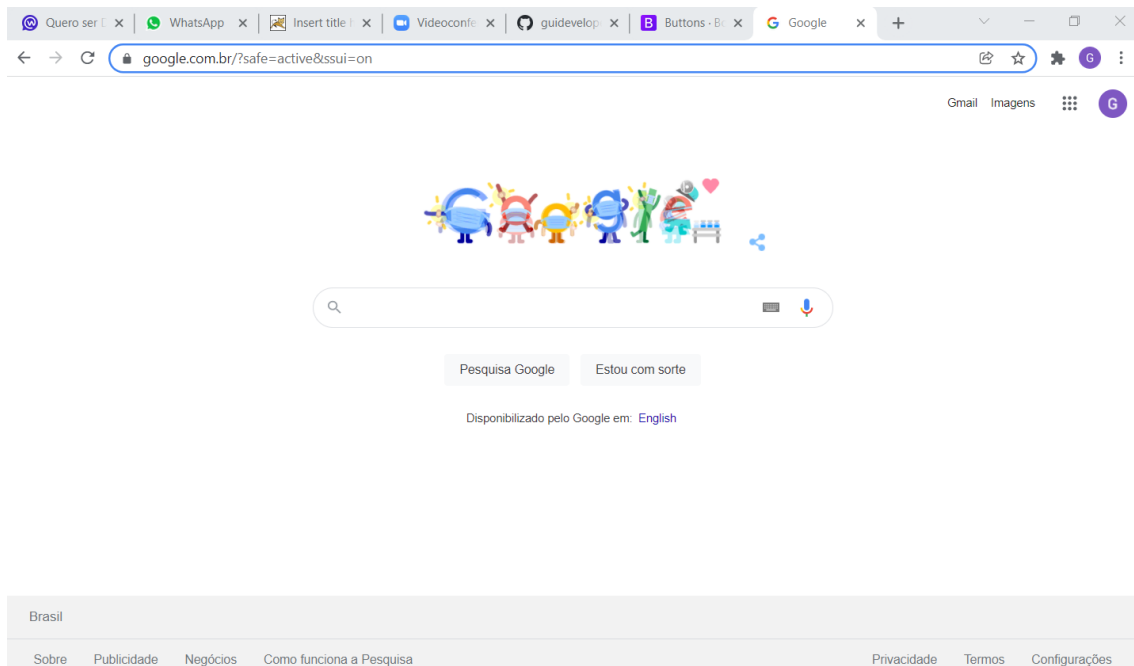 Quero ser WhatsApp Insert title Videoconfe guidevelop Buttons · Bo Google
google.com.br/?safe=active&ssui=on G
Gmail Imagens G
Google
Pesquisa Google Estou com sorte
Disponibilizado pelo Google em: English
Brasil
Sobre Publicidade Negócios Como funciona a Pesquisa Privacidade Termos Configurações